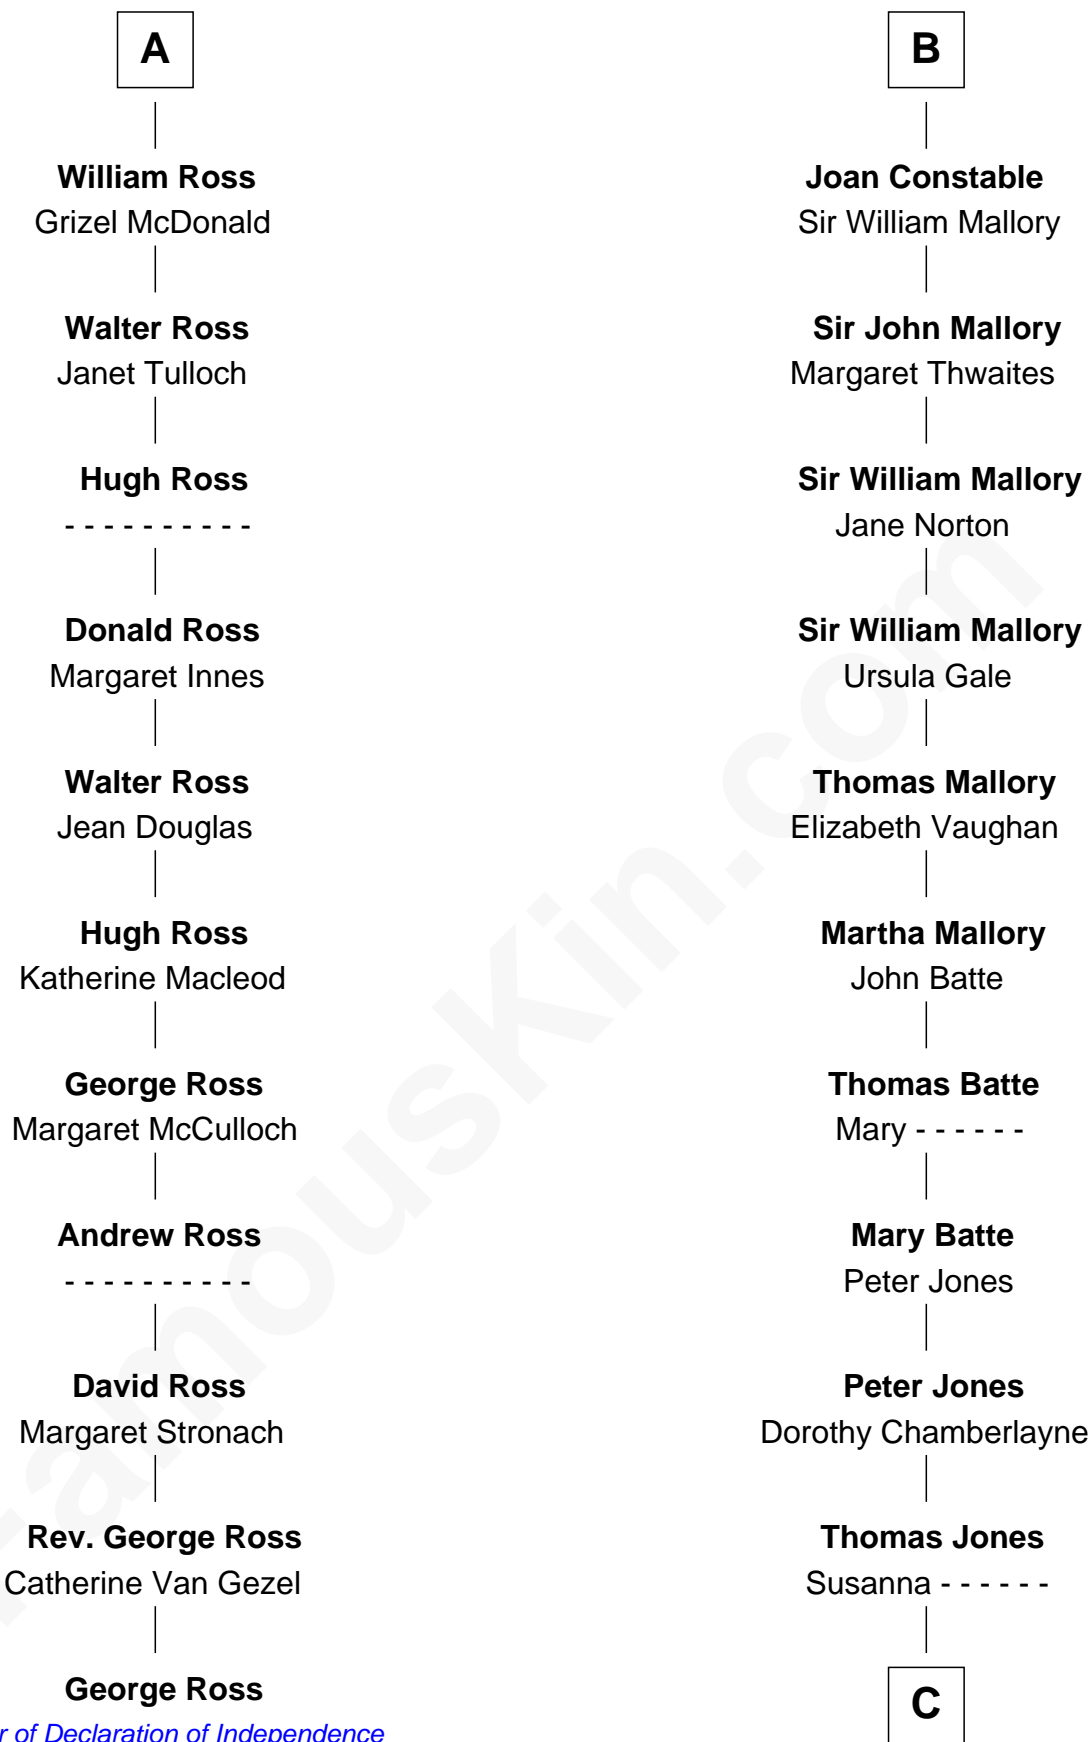 A
William Ross
Grizel McDonald
Walter Ross
Janet Tulloch
Hugh Ross
- - - - - - - - - -
Donald Ross
Margaret Innes
Walter Ross
Jean Douglas
Hugh Ross
Katherine Macleod
George Ross
Margaret McCulloch
Andrew Ross
- - - - - - - - - -
David Ross
Margaret Stronach
Rev. George Ross
Catherine Van Gezel
George Ross
r of Declaration of Independence
B
Joan Constable
Sir William Mallory
Sir John Mallory
Margaret Thwaites
Sir William Mallory
Jane Norton
Sir William Mallory
Ursula Gale
Thomas Mallory
Elizabeth Vaughan
Martha Mallory
John Batte
Thomas Batte
Mary - - - - - -
Mary Batte
Peter Jones
Peter Jones
Dorothy Chamberlayne
Thomas Jones
Susanna - - - - - -
C
FamousKin.com